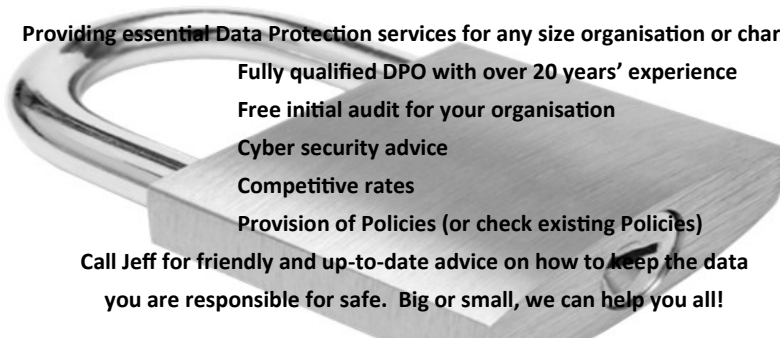 Providing essential Data Protection services for any size organisation or char
Fully qualified DPO with over 20 years’ experience
Free initial audit for your organisation
Cyber security advice
Competitive rates
Provision of Policies (or check existing Policies)
Call Jeff for friendly and up-to-date advice on how to keep the data
you are responsible for safe.  Big or small, we can help you all!